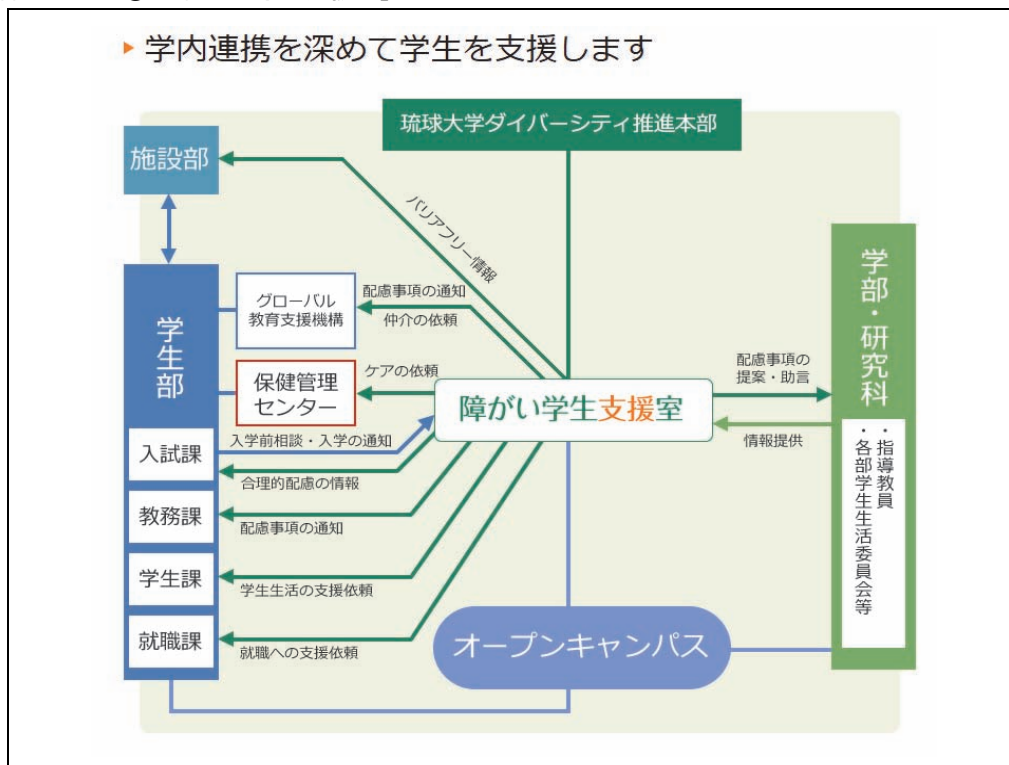 ▸学内連携を深めて学生を支援します
琉球大学ダイバーシティ推進本部
施設部
バリアフリー情報
学生部
グローバル
教育支援機構
配慮事項の通知
仲介の依頼
保健管理
センター
ケアの依頼
障がい学生支援室
配慮事項の
提案・助言
情報提供
学部・研究科
・指導教員
・各部学生生活委員会等
入試課
入学前相談・入学の通知
合理的配慮の情報
教務課
配慮事項の通知
学生課
学生生活の支援依頼
就職課
就職への支援依頼
オープンキャンパス